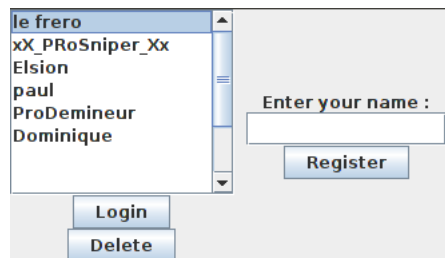 le frero
xX_PRoSniper_Xx
Elsion
paul
ProDemineur
Dominique
Login
Delete
Enter your name :
Register